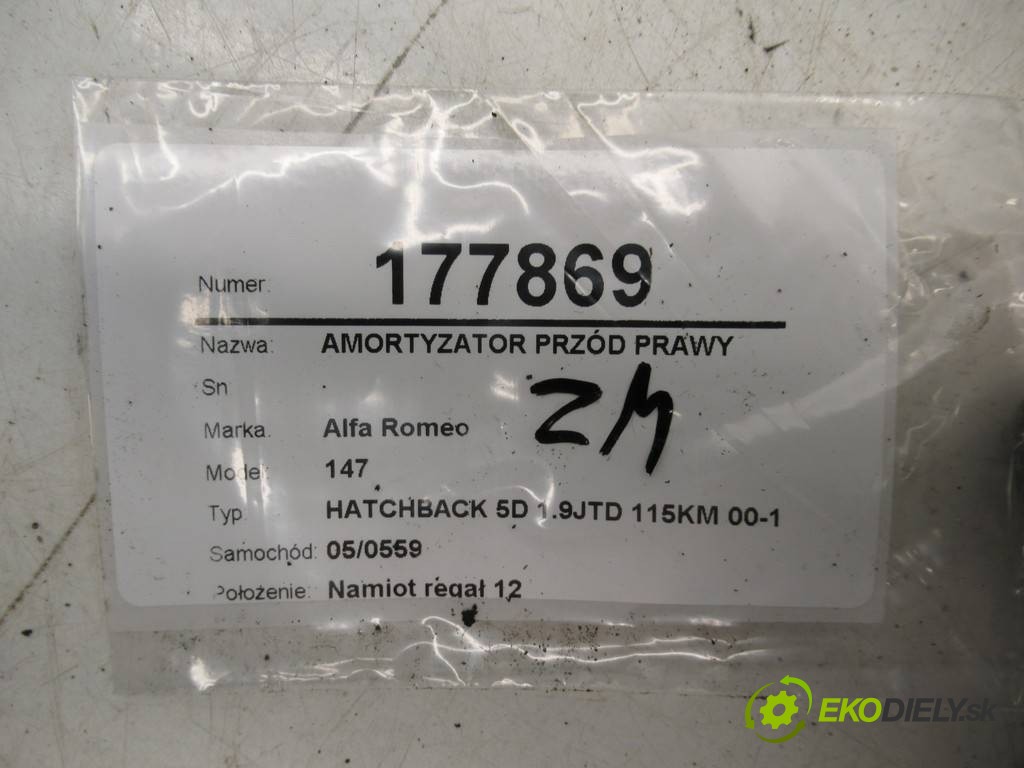 Numer: 177869
Nazwa: AMORTYZATOR PRZÓD PRAWY
Sn
ZM
Marka: Alfa Romeo
Model: 147
Typ HATCHBACK 5D 1.9JTD 115KM 00-1
Samochód: 05/0559
Położenie: Namiot regał 12
EKODIELY.sk